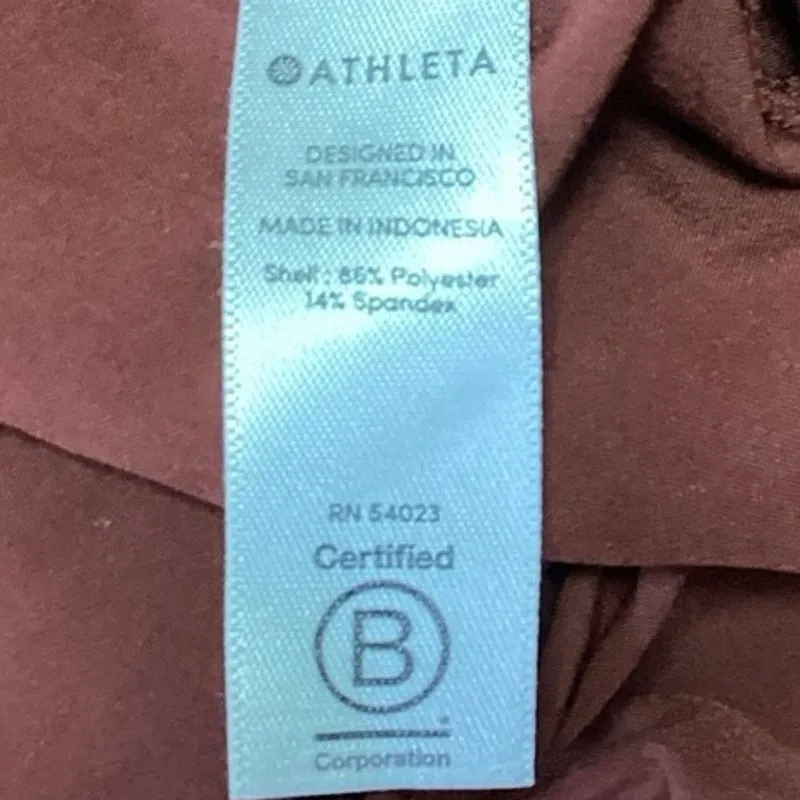 ATHLETA
DESIGNED IN
SAN FRANCISCO
MADE IN INDONESIA
Shell: 86% Polyester
14% Spandex
RN 54023
Certified
B
Corporation